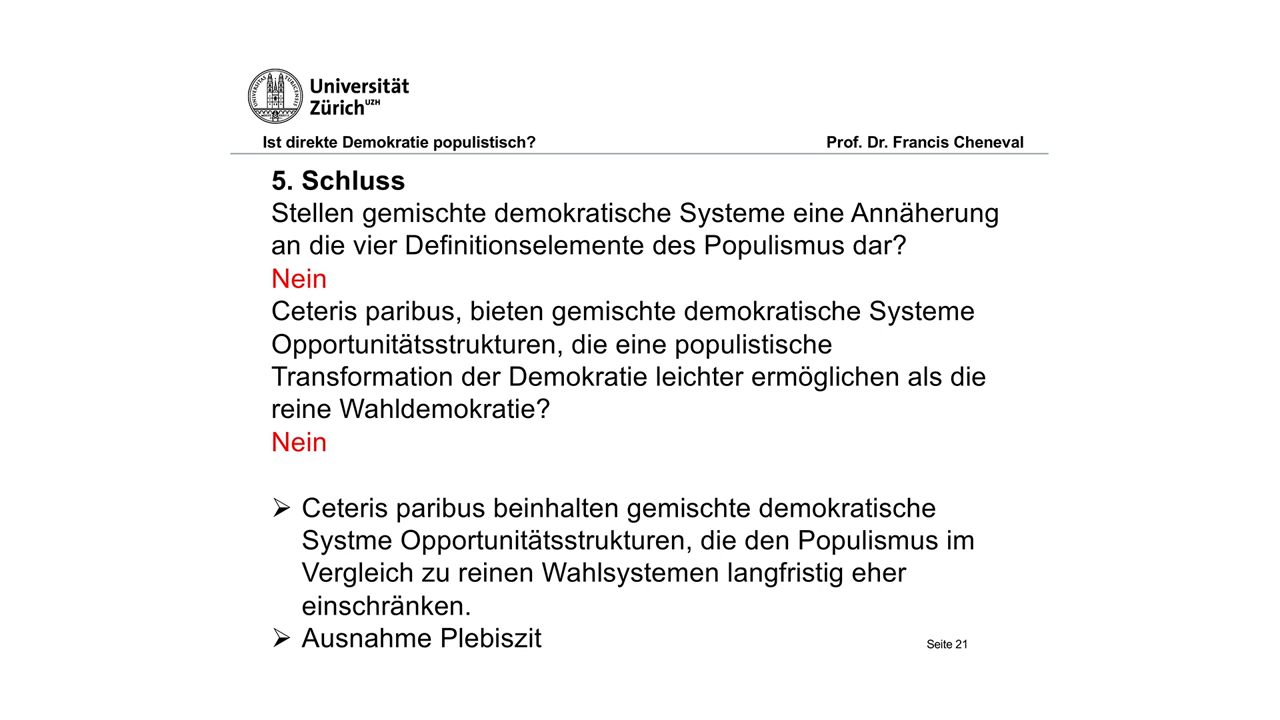 Universität
Zürich UZH
Ist direkte Demokratie populistisch? Prof. Dr. Francis Cheneval
5. Schluss
Stellen gemischte demokratische Systeme eine Annäherung
an die vier Definitionselemente des Populismus dar?
Nein
Ceteris paribus, bieten gemischte demokratische Systeme
Opportunitätsstrukturen, die eine populistische
Transformation der Demokratie leichter ermöglichen als die
reine Wahldemokratie?
Nein
➢ Ceteris paribus beinhalten gemischte demokratische
Systme Opportunitätsstrukturen, die den Populismus im
Vergleich zu reinen Wahlsystemen langfristig eher
einschränken.
➢ Ausnahme Plebiszit
Seite 21